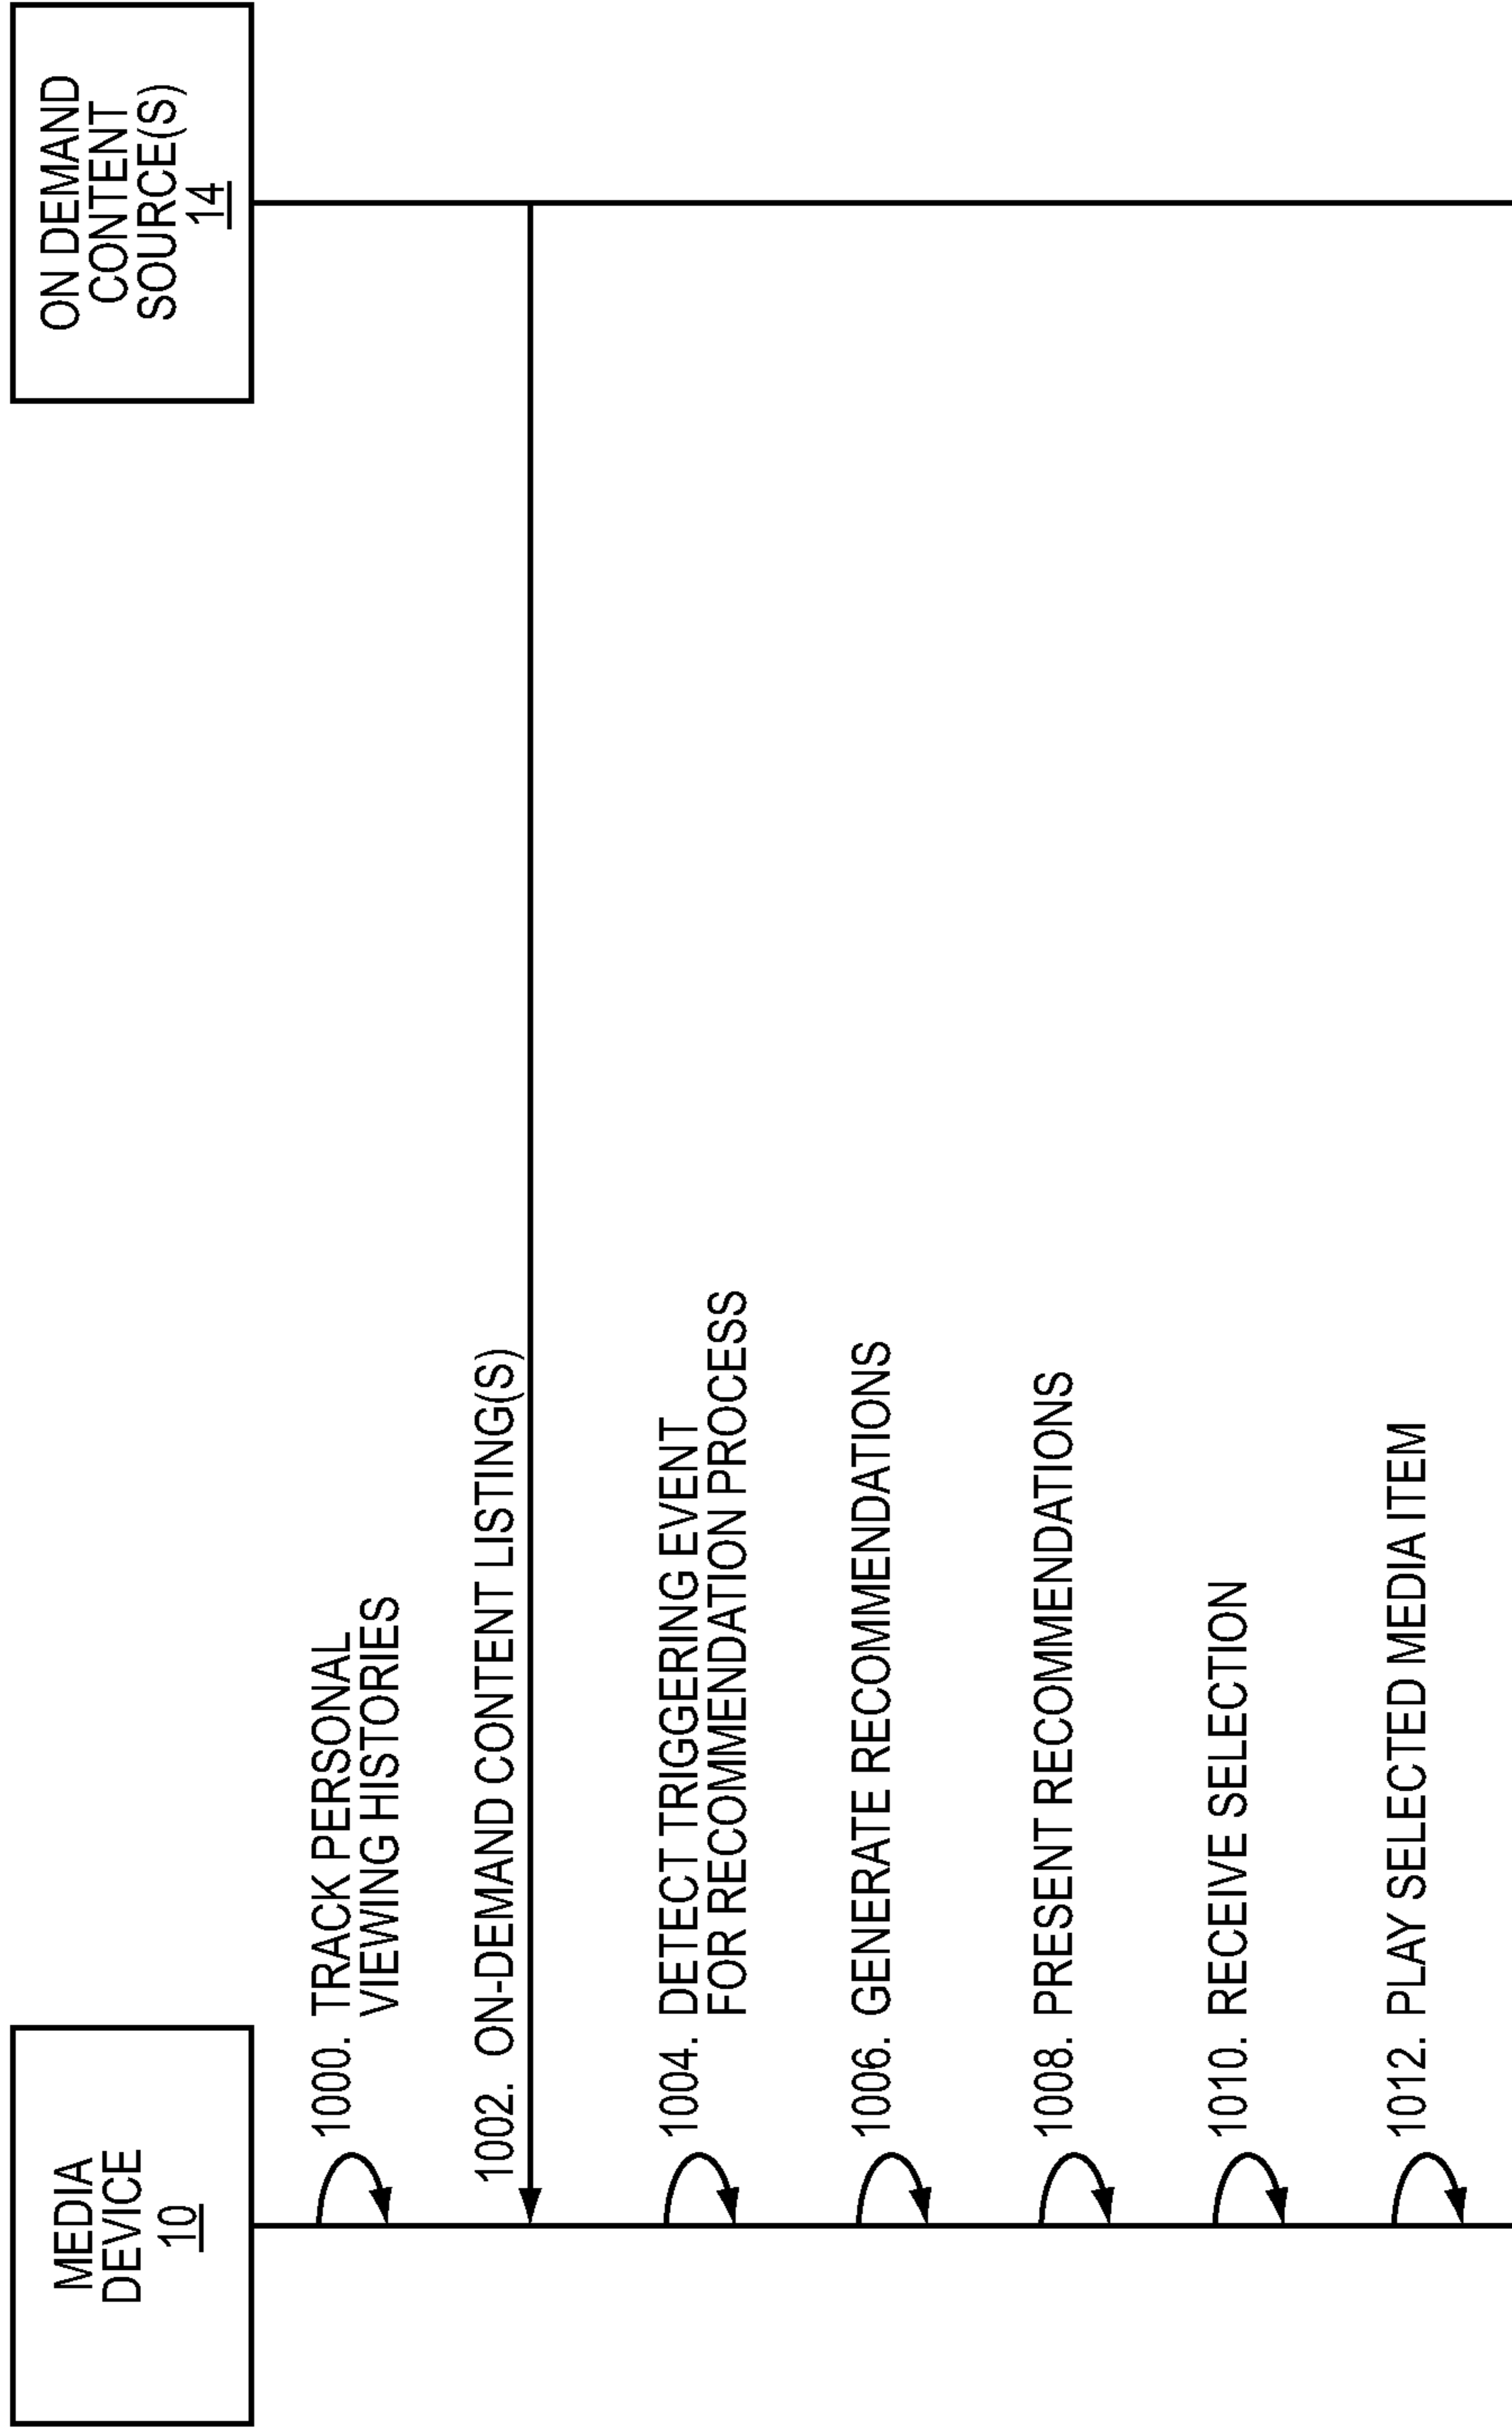 MEDIA
DEVICE
10
ON DEMAND
CONTENT
SOURCE(S)
14
1000. TRACK PERSONAL
VIEWING HISTORIES
1002. ON-DEMAND CONTENT LISTING(S)
1004. DETECT TRIGGERING EVENT
FOR RECOMMENDATION PROCESS
1006. GENERATE RECOMMENDATIONS
1008. PRESENT RECOMMENDATIONS
1010. RECEIVE SELECTION
1012. PLAY SELECTED MEDIA ITEM